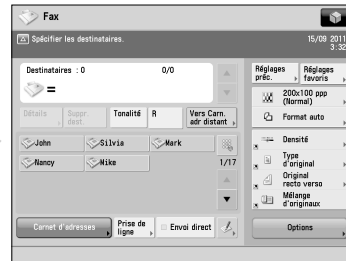 Fax
Spécifier les destinataires.
15/09 2011
3:32
Destinataires : 0
0/0
=
Détails
Suppr. dest.
Tonalité
R
Vers Carn. adr distant
John
Silvia
Mark
Nancy
Mike
1/17
Carnet d'adresses
Prise de ligne
Envoi direct
Réglages préc.
Réglages favoris
200x100 ppp
(Normal)
Format auto
Densité
Type
d'original
Original
recto verso
Mélange
d'originaux
Options